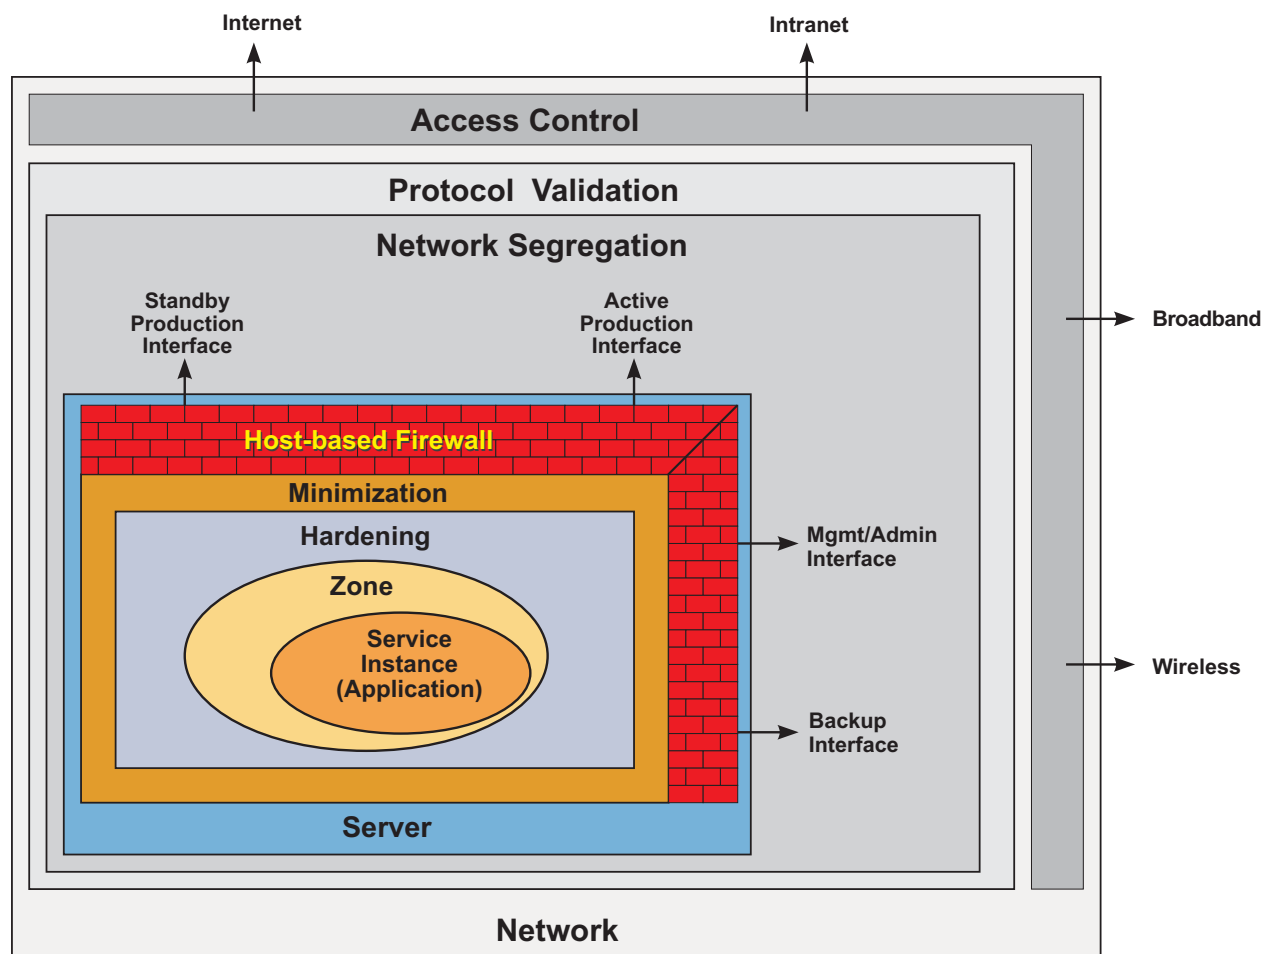 Internet
Intranet
Access Control
Protocol Validation
Network Segregation
Standby
Production
Interface
Active
Production
Interface
Broadband
Host-based Firewall
Minimization
Hardening
Mgmt/Admin
Interface
Zone
Service
Instance
(Application)
Wireless
Backup
Interface
Server
Network